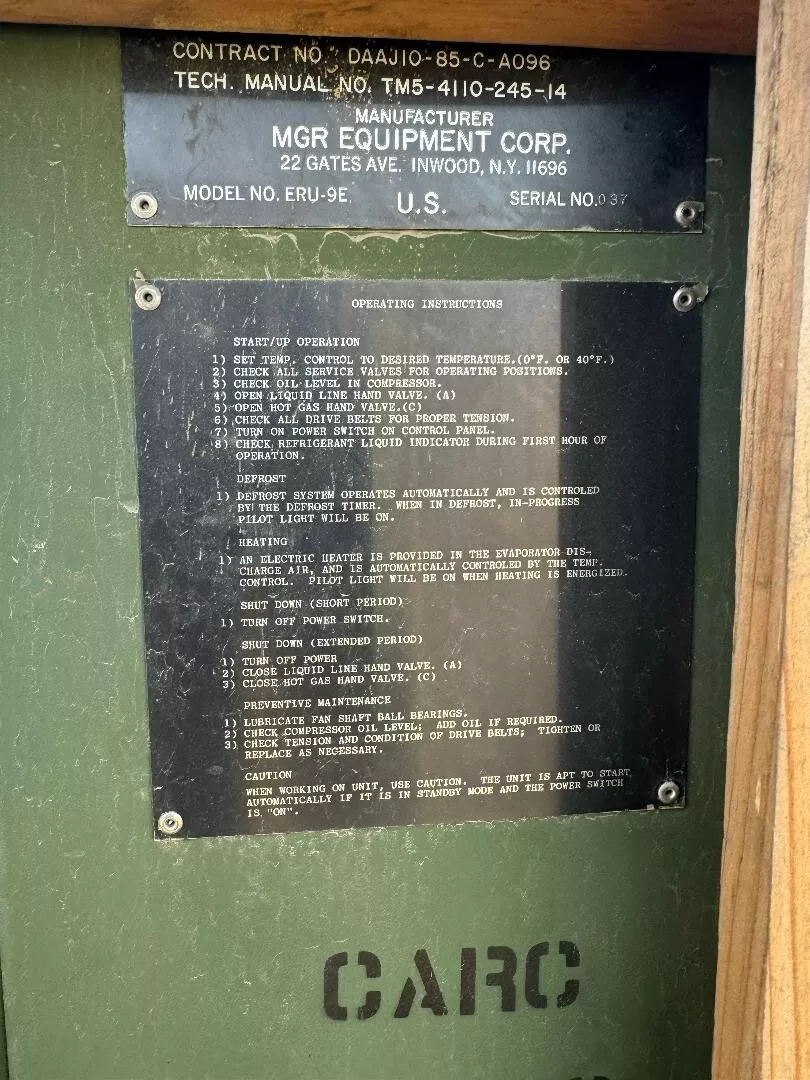 CONTRACT NO. DAAJ10-85-C-A096
TECH. MANUAL NO. TM5-4110-245-14
MANUFACTURER
MGR EQUIPMENT CORP.
22 GATES AVE. INWOOD, N.Y. 11696
MODEL NO. ERU-9E U.S. SERIAL NO. 037
OPERATING INSTRUCTIONS
START/UP OPERATION
1) SET TEMP. CONTROL TO DESIRED TEMPERATURE.(0°F. OR 40°F.)
2) CHECK ALL SERVICE VALVES FOR OPERATING POSITIONS.
3) CHECK OIL LEVEL IN COMPRESSOR.
4) OPEN LIQUID LINE HAND VALVE. (A)
5) OPEN HOT GAS HAND VALVE.(C)
6) CHECK ALL DRIVE BELTS FOR PROPER TENSION.
7) TURN ON POWER SWITCH ON CONTROL PANEL.
8) CHECK REFRIGERANT LIQUID INDICATOR DURING FIRST HOUR OF
OPERATION.
DEFROST
1) DEFROST SYSTEM OPERATES AUTOMATICALLY AND IS CONTROLED
BY THE DEFROST TIMER. WHEN IN DEFROST, IN-PROGRESS
PILOT LIGHT WILL BE ON.
HEATING
1) AN ELECTRIC HEATER IS PROVIDED IN THE EVAPORATOR DIS-
CHARGE AIR, AND IS AUTOMATICALLY CONTROLED BY THE TEMP.
CONTROL. PILOT LIGHT WILL BE ON WHEN HEATING IS ENERGIZED.
SHUT DOWN (SHORT PERIOD)
1) TURN OFF POWER SWITCH.
SHUT DOWN (EXTENDED PERIOD)
1) TURN OFF POWER
2) CLOSE LIQUID LINE HAND VALVE. (A)
3) CLOSE HOT GAS HAND VALVE. (C)
PREVENTIVE MAINTENANCE
1) LUBRICATE FAN SHAFT BALL BEARINGS.
2) CHECK COMPRESSOR OIL LEVEL; ADD OIL IF REQUIRED.
3) CHECK TENSION AND CONDITION OF DRIVE BELTS; TIGHTEN OR
REPLACE AS NECESSARY.
CAUTION
WHEN WORKING ON UNIT, USE CAUTION. THE UNIT IS APT TO START
AUTOMATICALLY IF IT IS IN STANDBY MODE AND THE POWER SWITCH
IS "ON".
CARC